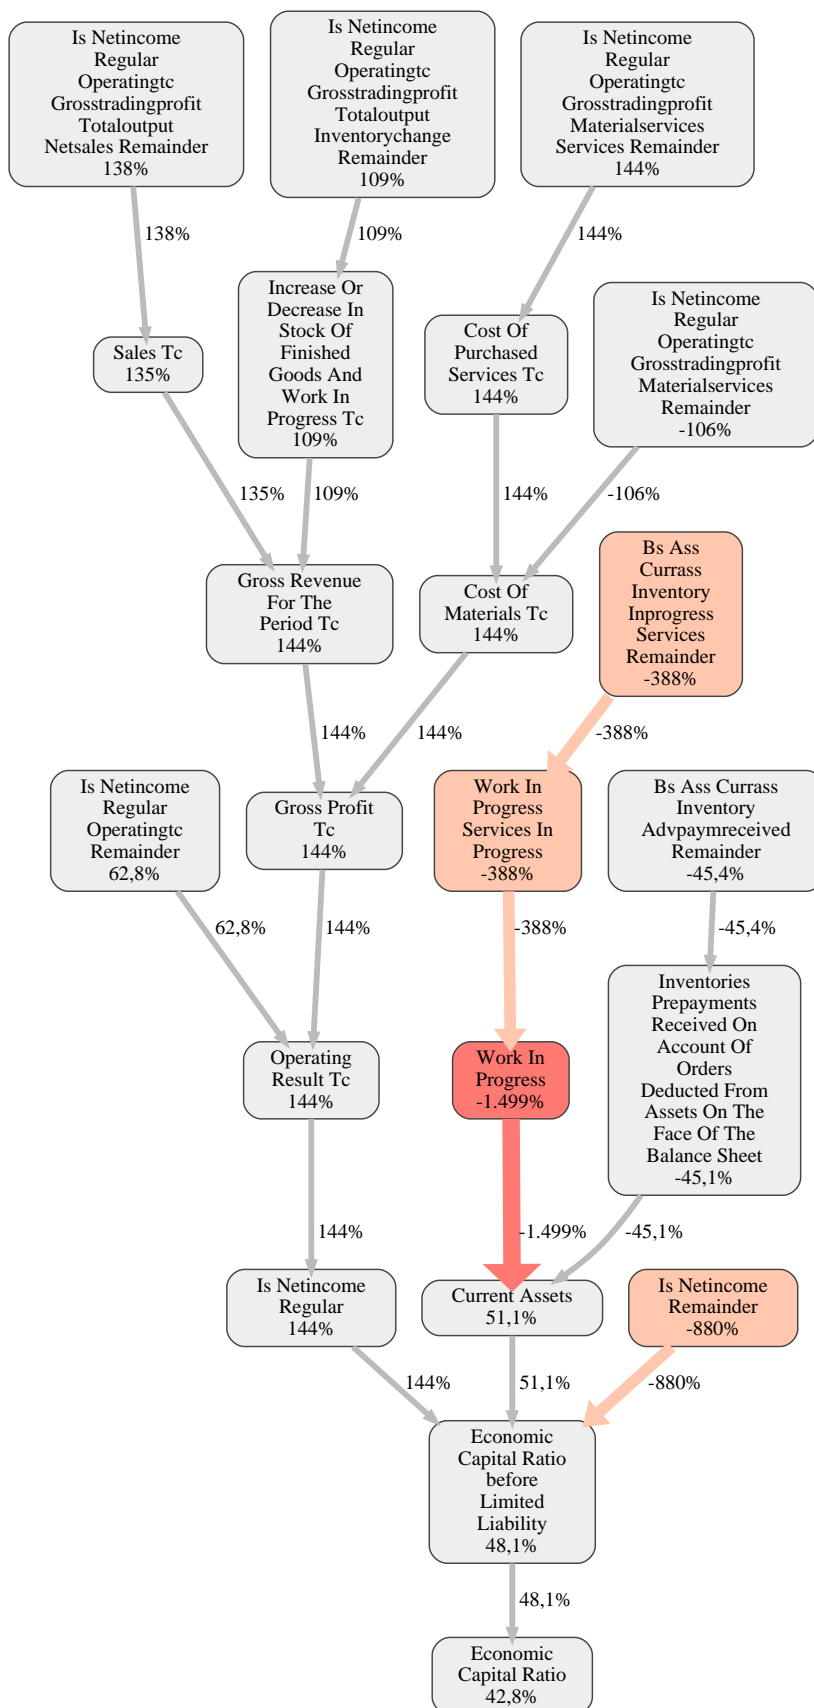 Is Netincome
Regular
Operatingtc
Grosstradingprofit
Totaloutput
Netsales Remainder
138%
Is Netincome
Regular
Operatingtc
Grosstradingprofit
Totaloutput
Inventorychange
Remainder
109%
Is Netincome
Regular
Operatingtc
Grosstradingprofit
Materialservices
Services Remainder
144%
138%
109%
144%
Sales Tc
135%
Increase Or
Decrease In
Stock Of
Finished
Goods And
Work In
Progress Tc
109%
Cost Of
Purchased
Services Tc
144%
Is Netincome
Regular
Operatingtc
Grosstradingprofit
Materialservices
Remainder
-106%
135%
109%
144%
-106%
Gross Revenue
For The
Period Tc
144%
Cost Of
Materials Tc
144%
Bs Ass
Currass
Inventory
Inprogress
Services
Remainder
-388%
144%
144%
-388%
Is Netincome
Regular
Operatingtc
Remainder
62,8%
Gross Profit
Tc
144%
Work In
Progress
Services In
Progress
-388%
Bs Ass Currass
Inventory
Advpaymreceived
Remainder
-45,4%
62,8%
144%
-388%
-45,4%
Operating
Result Tc
144%
Work In
Progress
-1.499%
Inventories
Prepayments
Received On
Account Of
Orders
Deducted From
Assets On The
Face Of The
Balance Sheet
-45,1%
144%
-1.499%
-45,1%
Is Netincome
Regular
144%
Current Assets
51,1%
Is Netincome
Remainder
-880%
144%
51,1%
-880%
Economic
Capital Ratio
before
Limited
Liability
48,1%
48,1%
Economic
Capital Ratio
42,8%